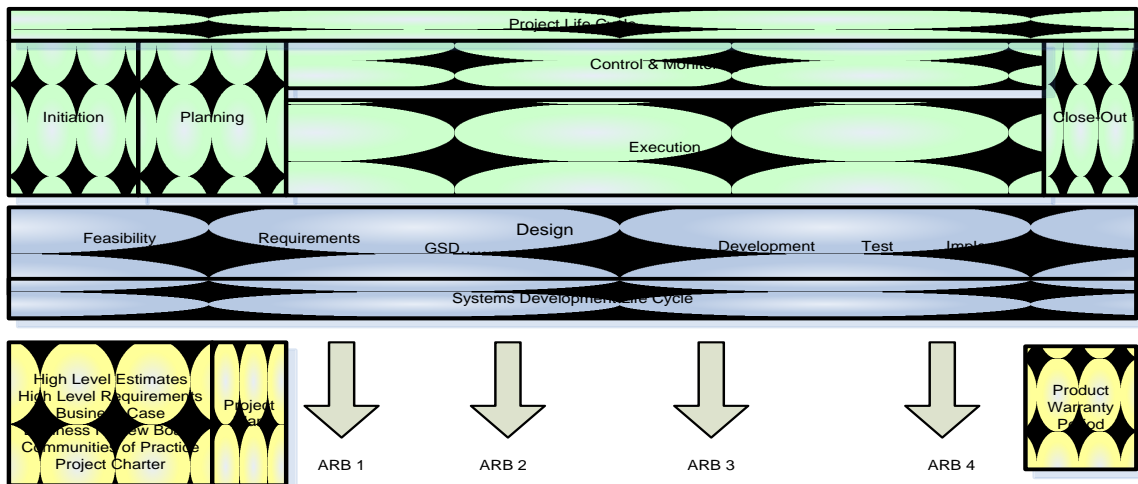 Project Life Cycle
Control & Monitor
Initiation
Planning
Close-Out
Execution
Design
Feasibility
Requirements
GSD.....
Development
Test
Systems Development Life Cycle
High Level Estimates
High Level Requirements
Business Case
Communities of Practice
Project Charter
Project
Product
Warranty
Period
ARB 1
ARB 2
ARB 3
ARB 4